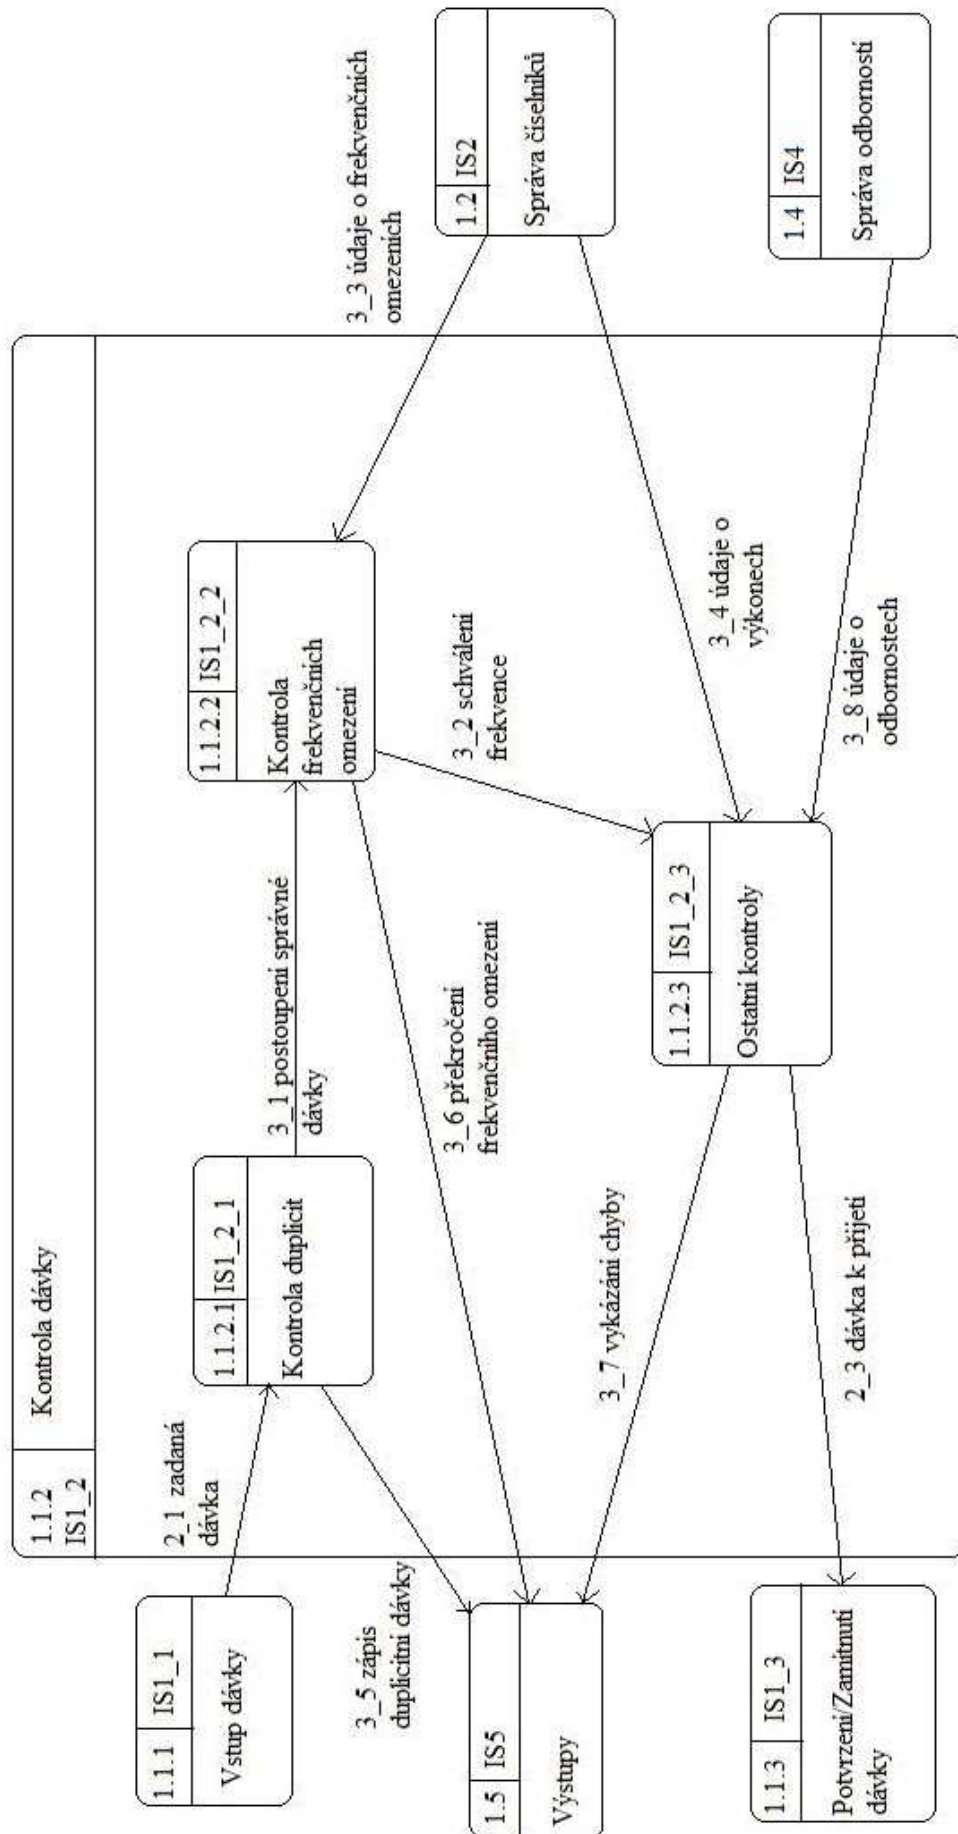 1.1.2
IS1_2
Kontrola dávky
1.1.1
IS1_1
Vstup dávky
2_1 zadaná
dávka
1.1.2.1
IS1_2_1
Kontrola duplicit
3_1 postoupení správné
dávky
1.1.2.2
IS1_2_2
Kontrola
frekvenčních
omezení
3_3 údaje o frekvenčních
omezeních
1.2
IS2
Správa číselníků
3_5 zápis
duplicitní dávky
3_6 překročení
frekvenčního omezení
3_2 schválení
frekvence
1.5
IS5
Výstupy
3_7 vykázání chyby
1.1.2.3
IS1_2_3
Ostatní kontroly
3_4 údaje o
výkonech
1.4
IS4
Správa odborností
3_8 údaje o
odbornostech
2_3 dávka k přijetí
1.1.3
IS1_3
Potvrzení/Zamítnutí
dávky